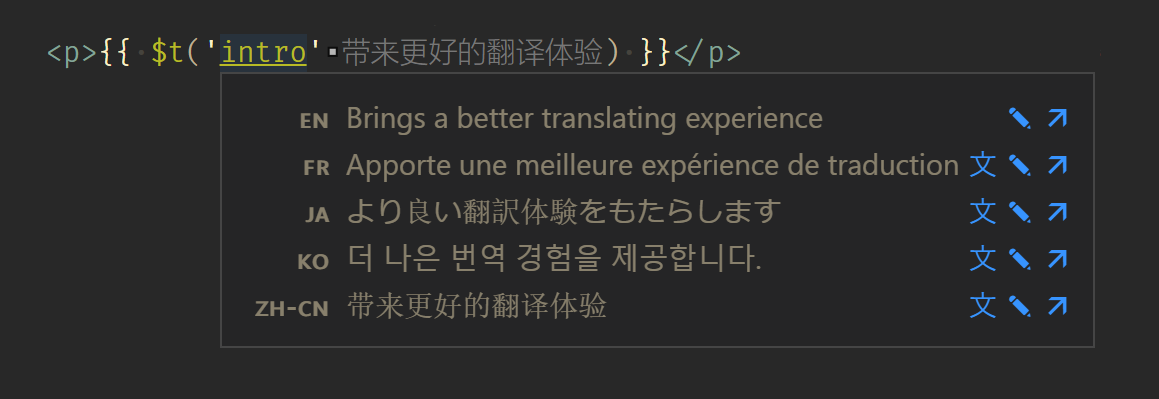 <p>{{ $t('intro' 带来更好的翻译体验) }}</p>
EN Brings a better translating experience
FR Apporte une meilleure expérience de traduction 文
JA より良い翻訳体験をもたらします 文
KO 더 나은 번역 경험을 제공합니다. 文
ZH-CN 带来更好的翻译体验 文